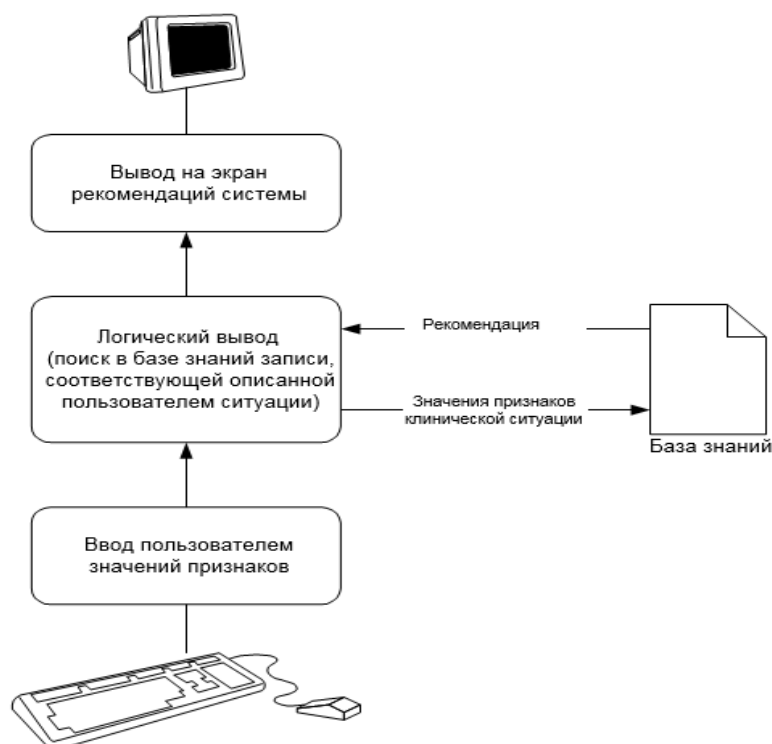 Вывод на экран
рекомендаций системы
Логический вывод
(поиск в базе знаний записи,
соответствующей описанной
пользователем ситуации)
Рекомендация
Значения признаков
клинической ситуации
База знаний
Ввод пользователем
значений признаков